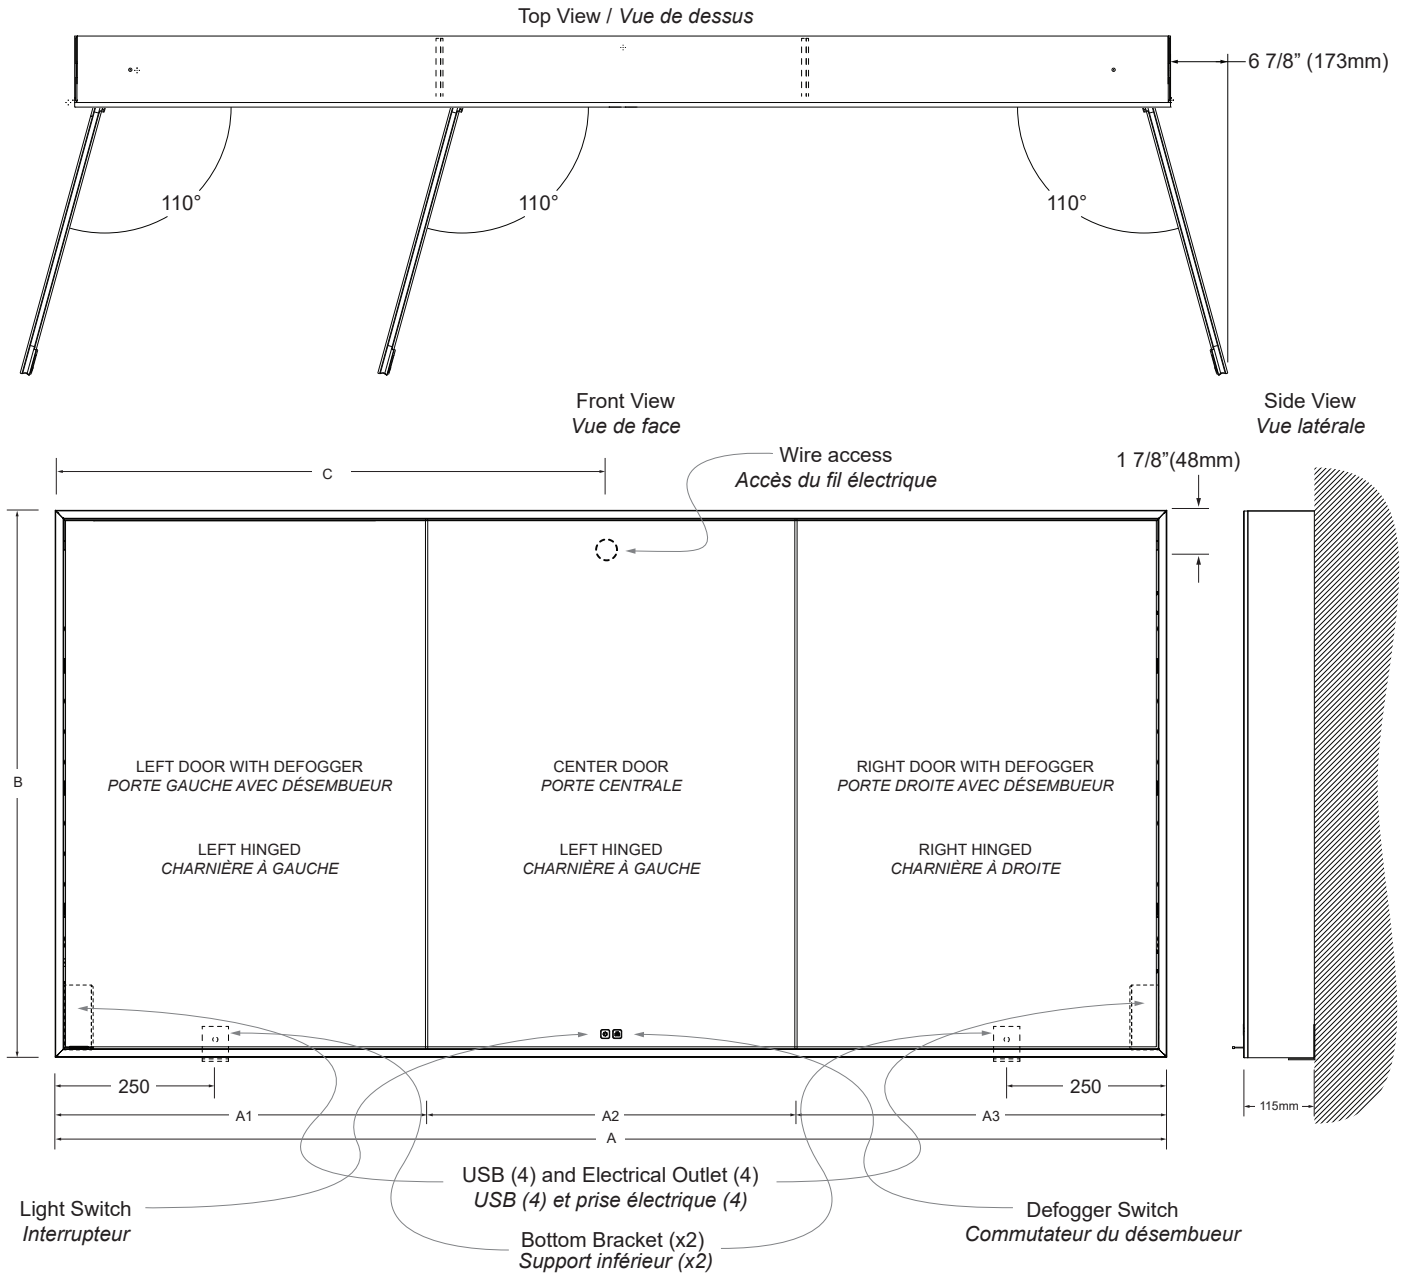 Top View / Vue de dessus
6 7/8” (173mm)
110°
110°
110°
Front View
Vue de face
Side View
Vue latérale
C
Wire access
Accès du fil électrique
1 7/8”(48mm)
B
LEFT DOOR WITH DEFOGGER
PORTE GAUCHE AVEC DÉSEMBUEUR
LEFT HINGED
CHARNIÈRE À GAUCHE
CENTER DOOR
PORTE CENTRALE
LEFT HINGED
CHARNIÈRE À GAUCHE
RIGHT DOOR WITH DEFOGGER
PORTE DROITE AVEC DÉSEMBUEUR
RIGHT HINGED
CHARNIÈRE À DROITE
250
250
115mm
A1
A2
A3
A
USB (4) and Electrical Outlet (4)
USB (4) et prise électrique (4)
Light Switch
Interrupteur
Defogger Switch
Commutateur du désembueur
Bottom Bracket (x2)
Support inférieur (x2)